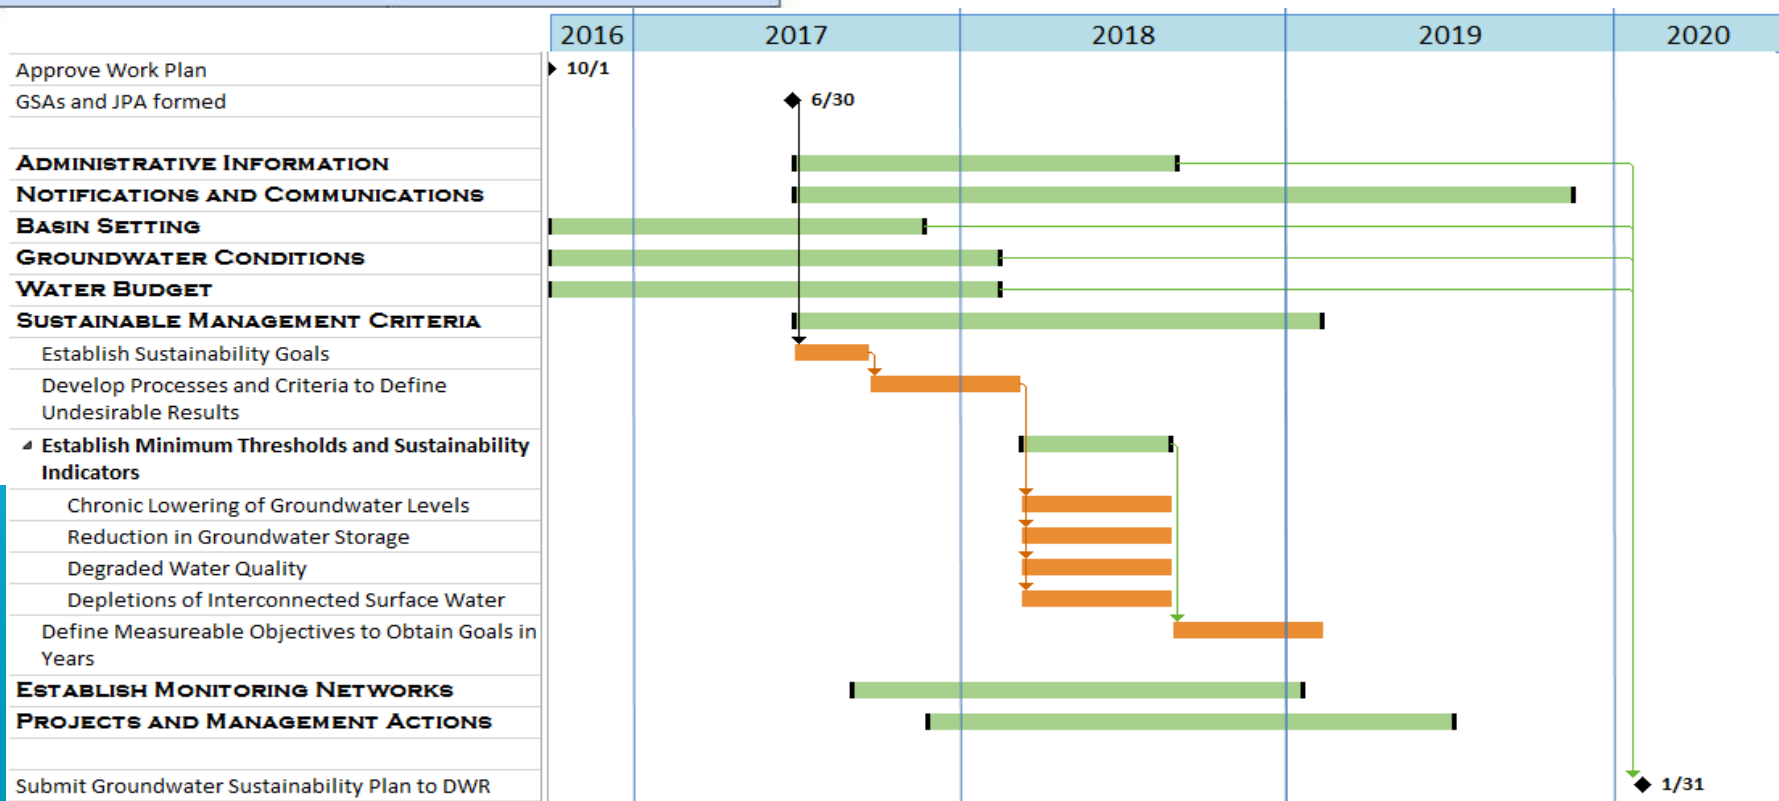 2016 2017 2018 2019 2020
Approve Work Plan 10/1
GSAs and JPA formed 6/30
ADMINISTRATIVE INFORMATION
NOTIFICATIONS AND COMMUNICATIONS
BASIN SETTING
GROUNDWATER CONDITIONS
WATER BUDGET
SUSTAINABLE MANAGEMENT CRITERIA
Establish Sustainability Goals
Develop Processes and Criteria to Define
Undesirable Results
Establish Minimum Thresholds and Sustainability
Indicators
Chronic Lowering of Groundwater Levels
Reduction in Groundwater Storage
Degraded Water Quality
Depletions of Interconnected Surface Water
Define Measureable Objectives to Obtain Goals in
Years
ESTABLISH MONITORING NETWORKS
PROJECTS AND MANAGEMENT ACTIONS
Submit Groundwater Sustainability Plan to DWR 1/31